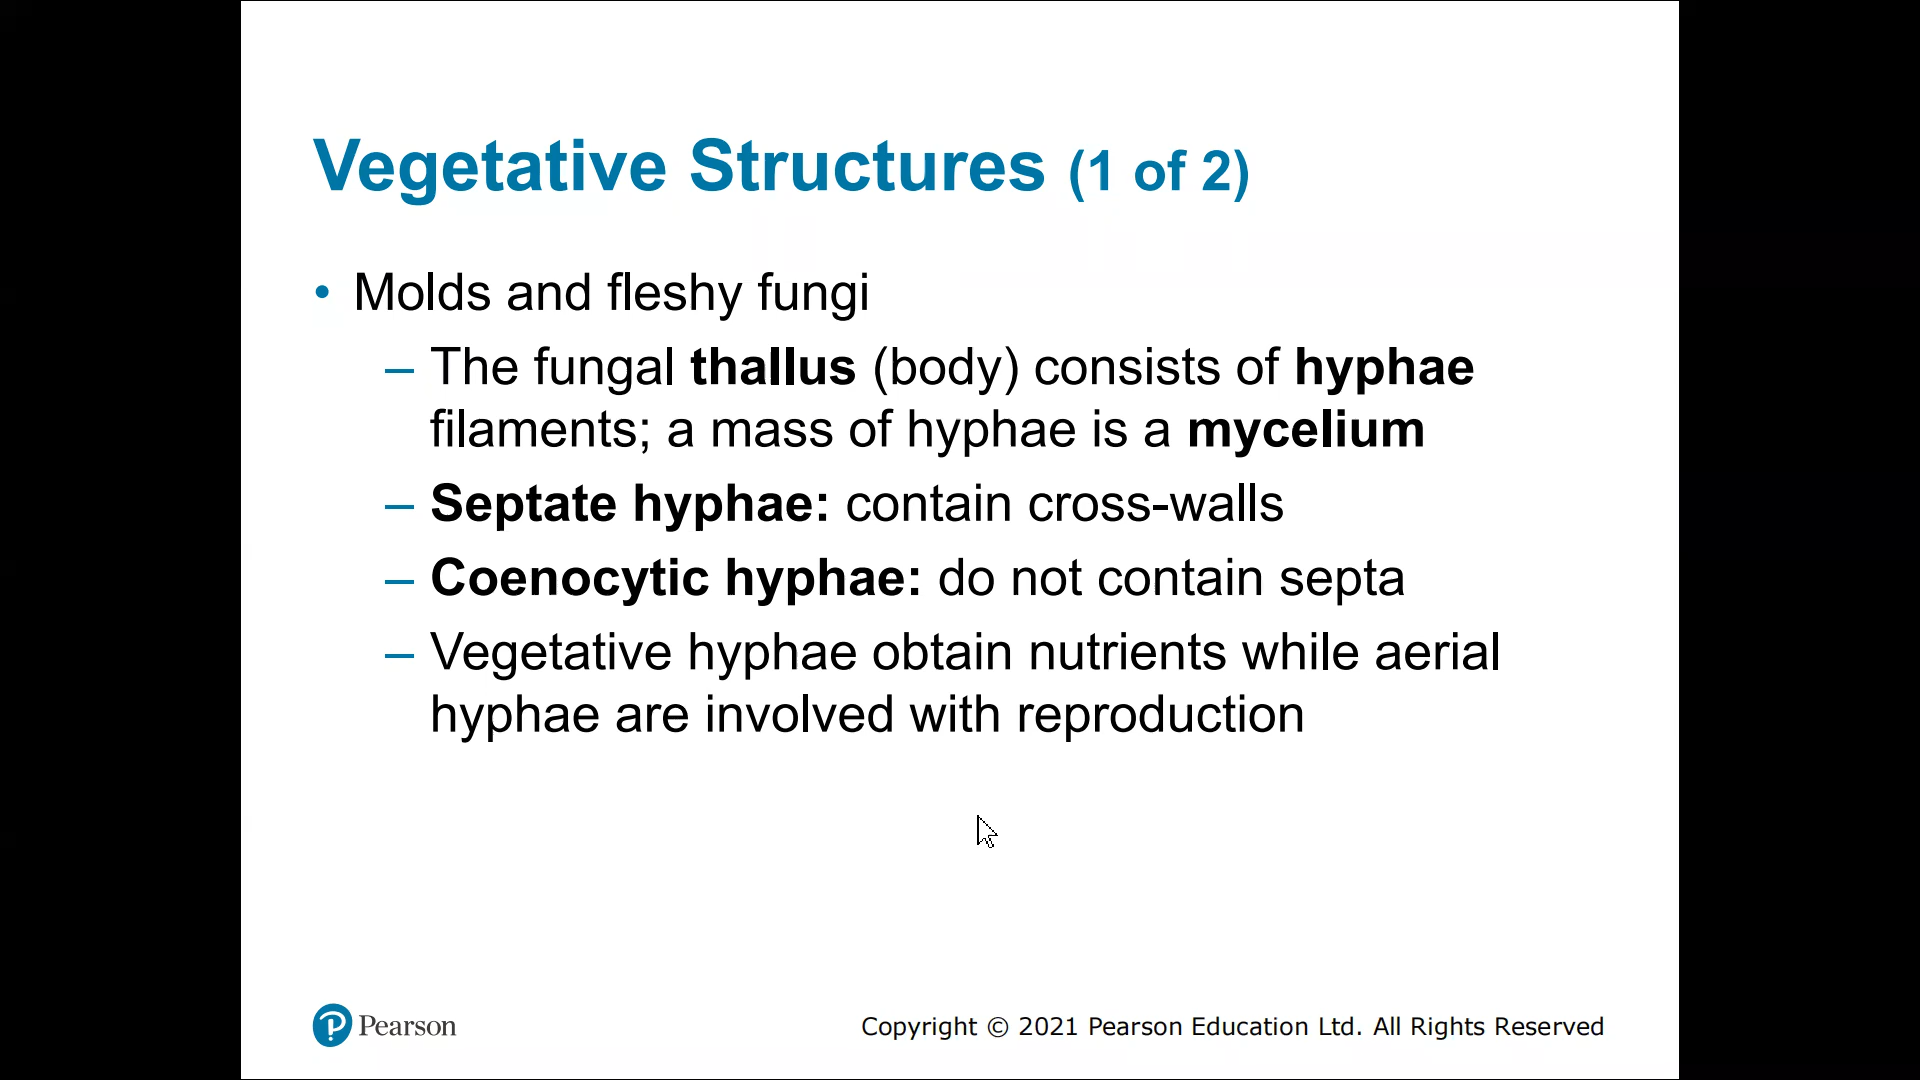 Vegetative Structures (1 of 2)
• Molds and fleshy fungi
– The fungal thallus (body) consists of hyphae
filaments; a mass of hyphae is a mycelium
– Septate hyphae: contain cross-walls
– Coenocytic hyphae: do not contain septa
– Vegetative hyphae obtain nutrients while aerial
hyphae are involved with reproduction
Pearson
Copyright © 2021 Pearson Education Ltd. All Rights Reserved